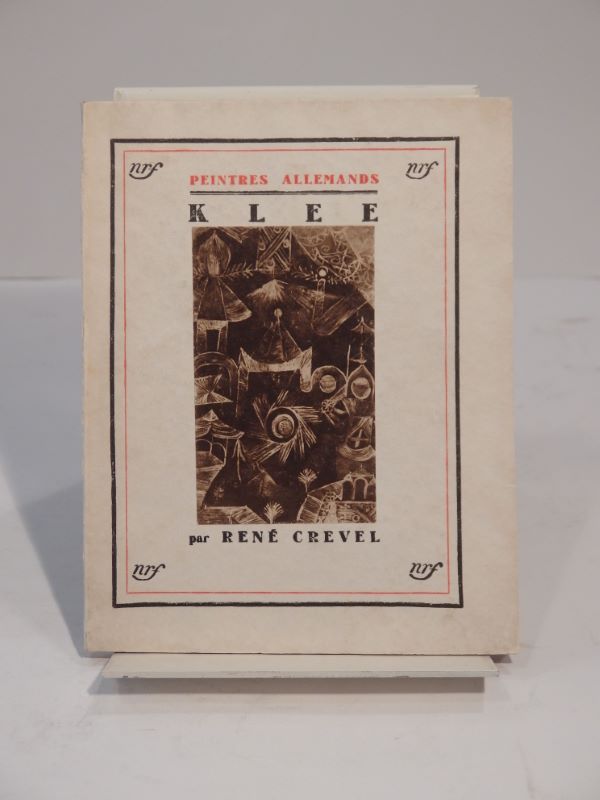 nrf nrf
PEINTRES ALLEMANDS
KLEE
par RENÉ CREVEL
nrf nrf